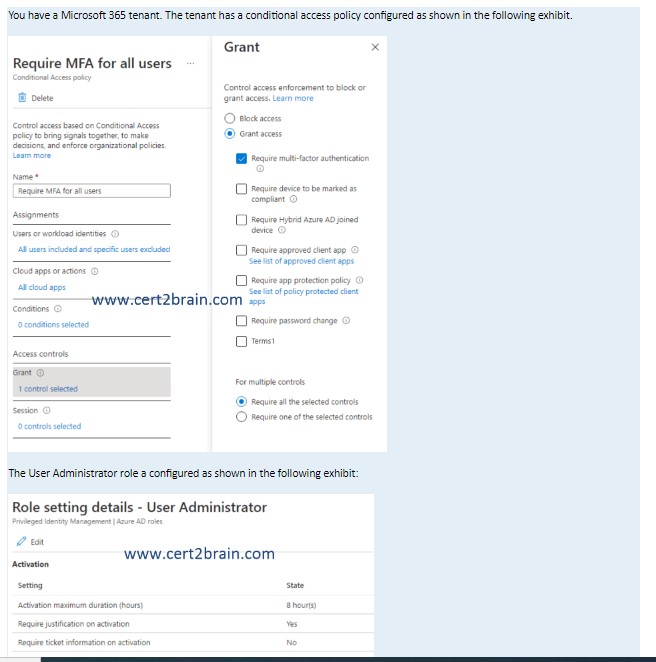 You have a Microsoft 365 tenant. The tenant has a conditional access policy configured as shown in the following exhibit.
Require MFA for all users ...
Conditional Access policy
Delete
Control access based on Conditional Access
policy to bring signals together, to make
decisions, and enforce organizational policies.
Learn more
Name *
Require MFA for all users
Assignments
Users or workload identities
All users included and specific users excluded
Cloud apps or actions
All cloud apps
Conditions
0 conditions selected
Access controls
Grant
1 control selected
Session
0 controls selected
Grant
Control access enforcement to block or
grant access. Learn more
Block access
Grant access
Require multi-factor authentication
Require device to be marked as
compliant
Require Hybrid Azure AD joined
device
Require approved client app
See list of approved client apps
Require app protection policy
See list of policy protected client
apps
Require password change
Terms1
For multiple controls
Require all the selected controls
Require one of the selected controls
www.cert2brain.com
The User Administrator role a configured as shown in the following exhibit:
Role setting details - User Administrator
Privileged Identity Management | Azure AD roles
Edit
www.cert2brain.com
Activation
Setting State
Activation maximum duration (hours) 8 hour(s)
Require justification on activation Yes
Require ticket information on activation No